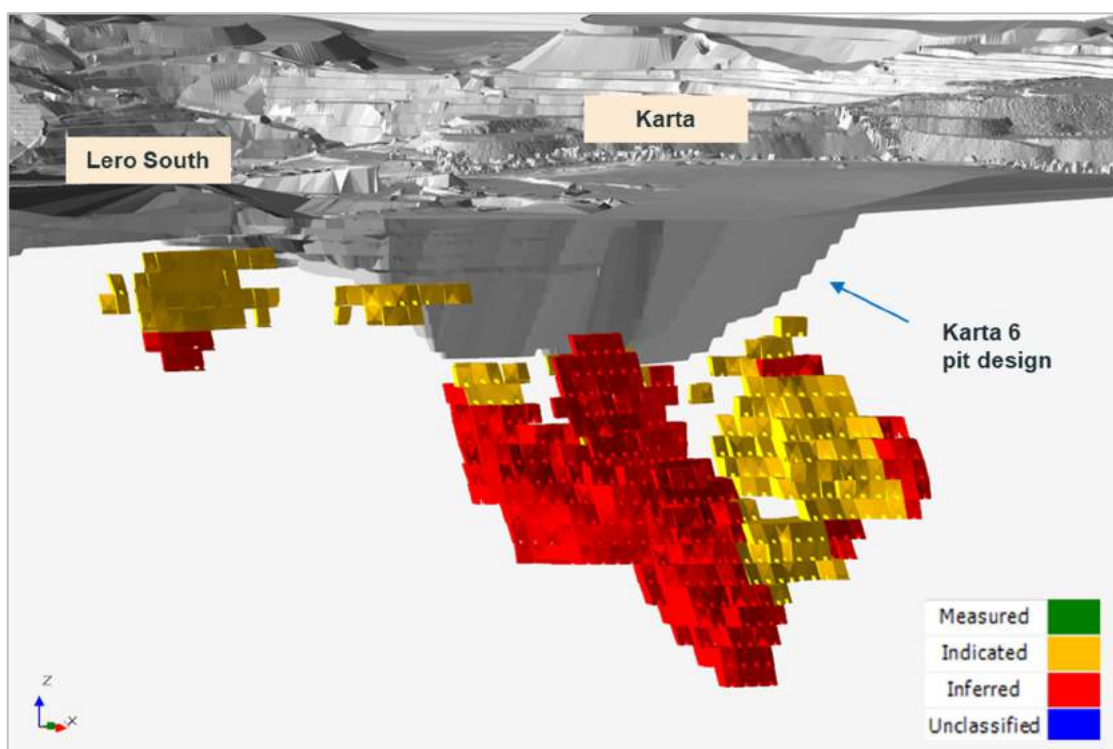 Karta
Lero South
Karta 6
pit design
Measured
Indicated
Inferred
Unclassified
Z
X